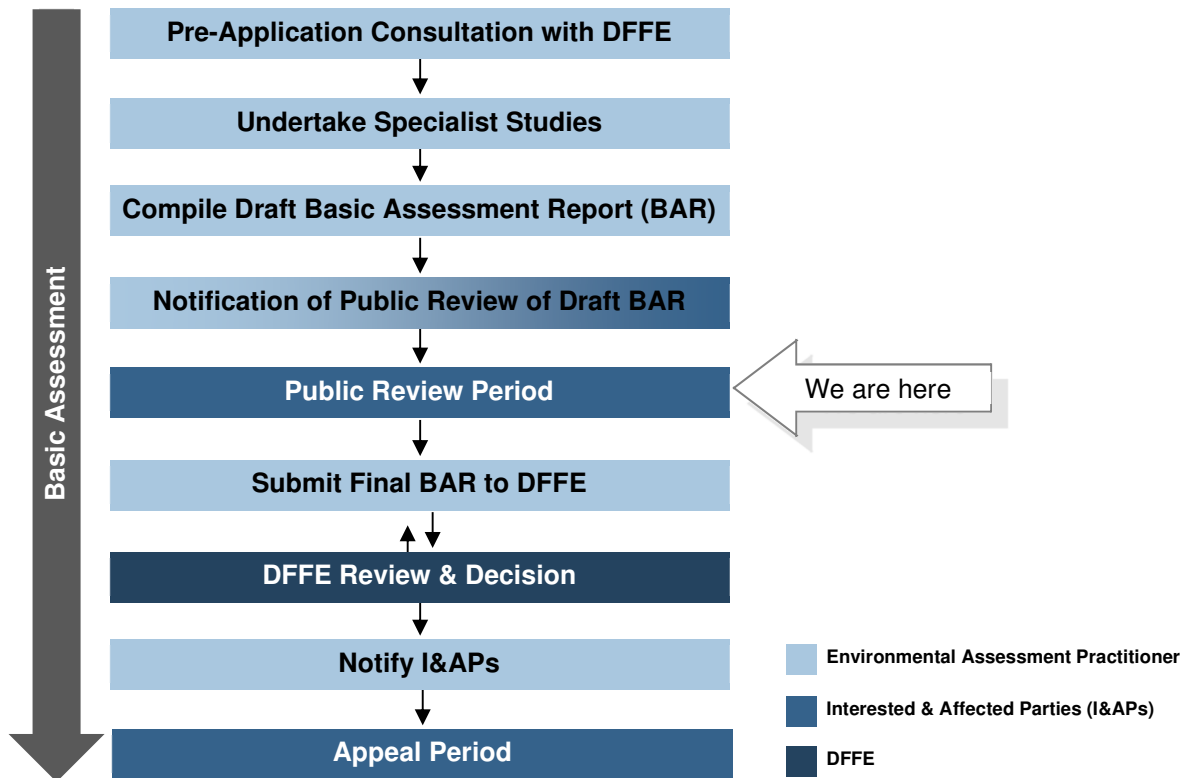 Pre-Application Consultation with DFFE
Undertake Specialist Studies
Compile Draft Basic Assessment Report (BAR)
Notification of Public Review of Draft BAR
Public Review Period
We are here
Submit Final BAR to DFFE
DFFE Review & Decision
Notify I&APs
Appeal Period
Basic Assessment
Environmental Assessment Practitioner
Interested & Affected Parties (I&APs)
DFFE